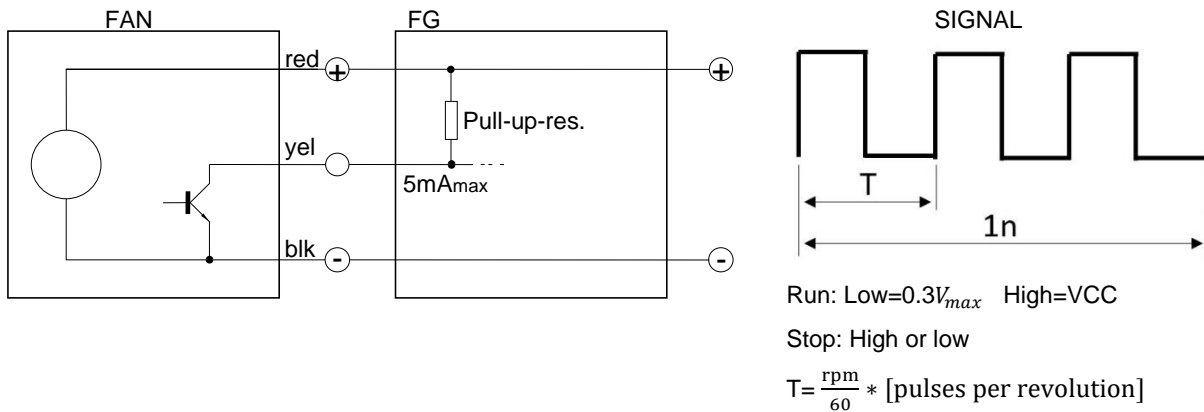 FAN
FG
SIGNAL
red
+
+
Pull-up-res.
yel
5mAmax
T
1n
blk
-
-
Run: Low=0.3V_max High=VCC
Stop: High or low
T= rpm/60 * [pulses per revolution]